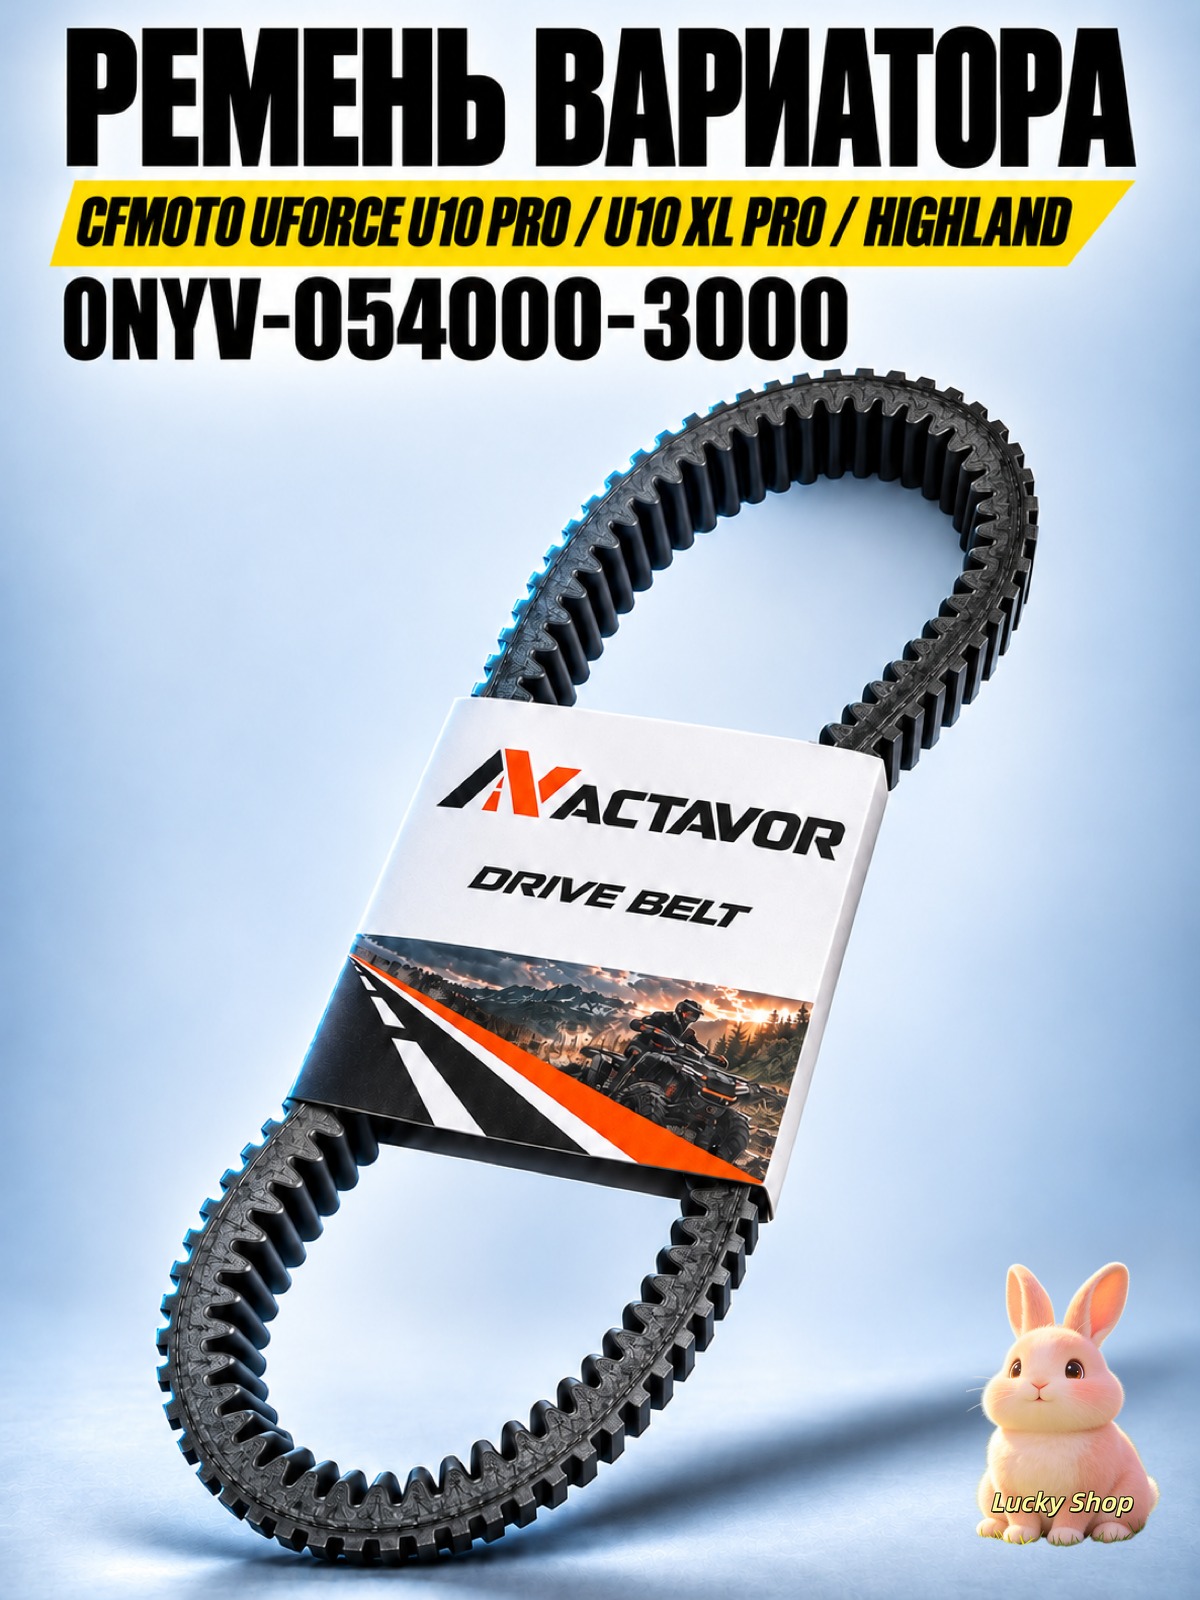 РЕМЕНЬ ВАРИАТОРА
CFMOTO UFORCE U10 PRO / U10 XL PRO / HIGHLAND
0NYV-054000-3000
ACTAVOR
DRIVE BELT
Lucky Shop